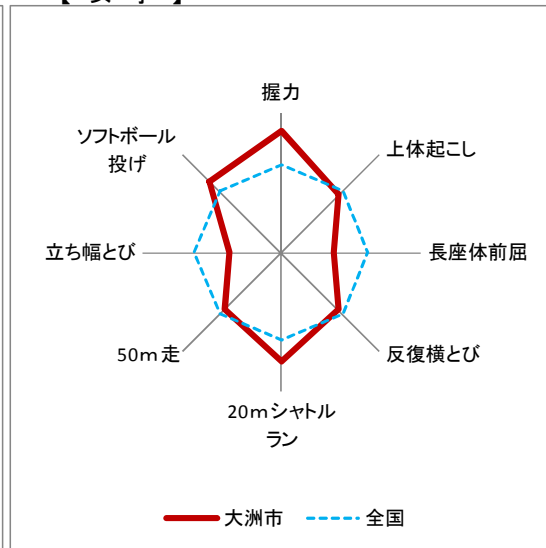 握力
ソフトボール
投げ
上体起こし
立ち幅とび
長座体前屈
50m走
反復横とび
20mシャトル
ラン
大洲市
全国